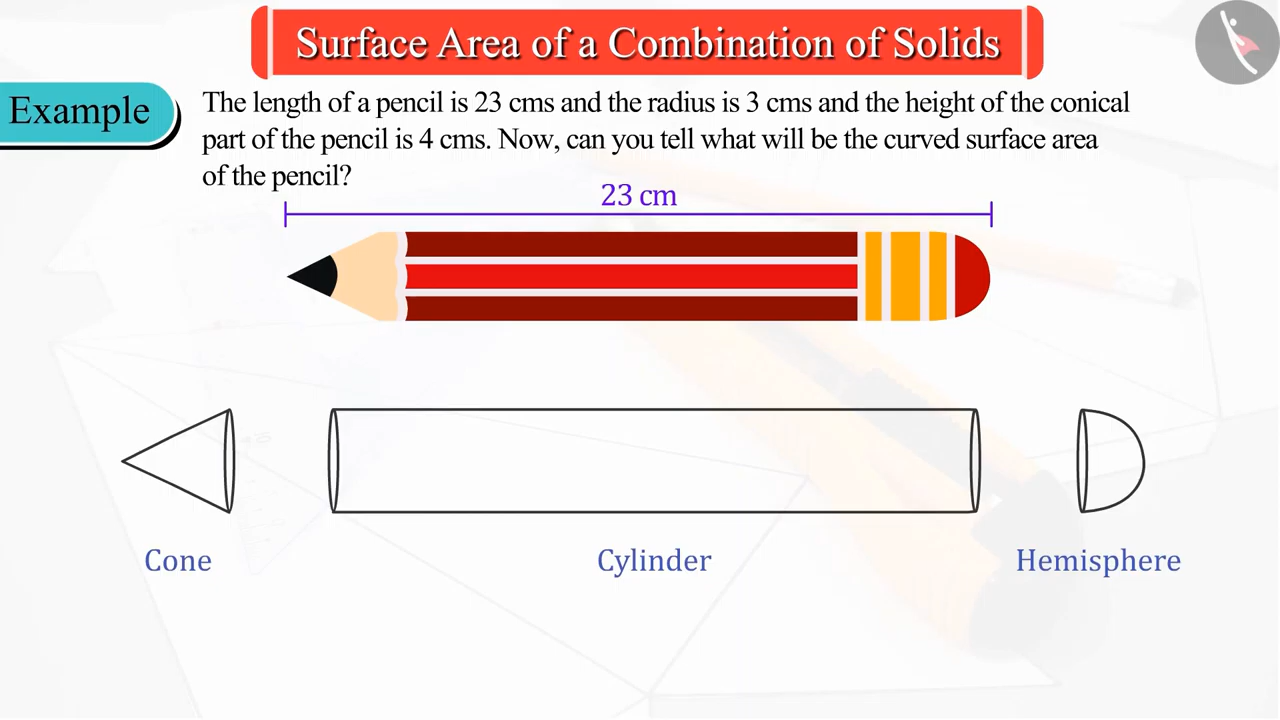 Surface Area of a Combination of Solids
Example
The length of a pencil is 23 cms and the radius is 3 cms and the height of the conical
part of the pencil is 4 cms. Now, can you tell what will be the curved surface area
of the pencil?
23 cm
Cone
Cylinder
Hemisphere